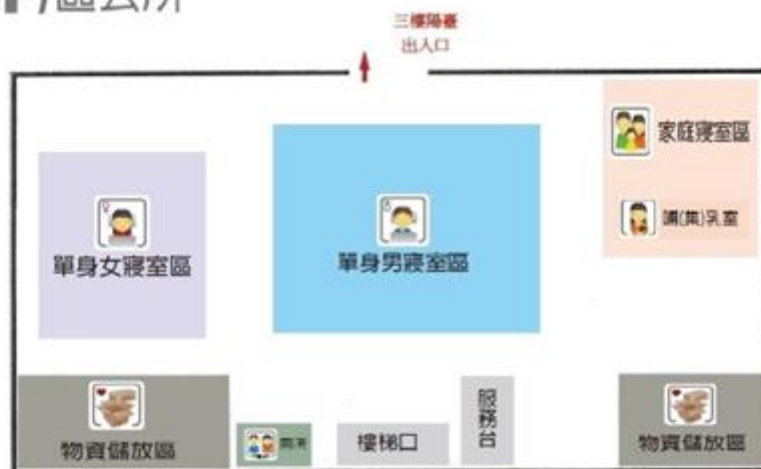 三樓陽臺
出入口
家庭寢室區
哺(集)乳室
單身女寢室區
單身男寢室區
物資儲放區
樓梯口
服務台
物資儲放區